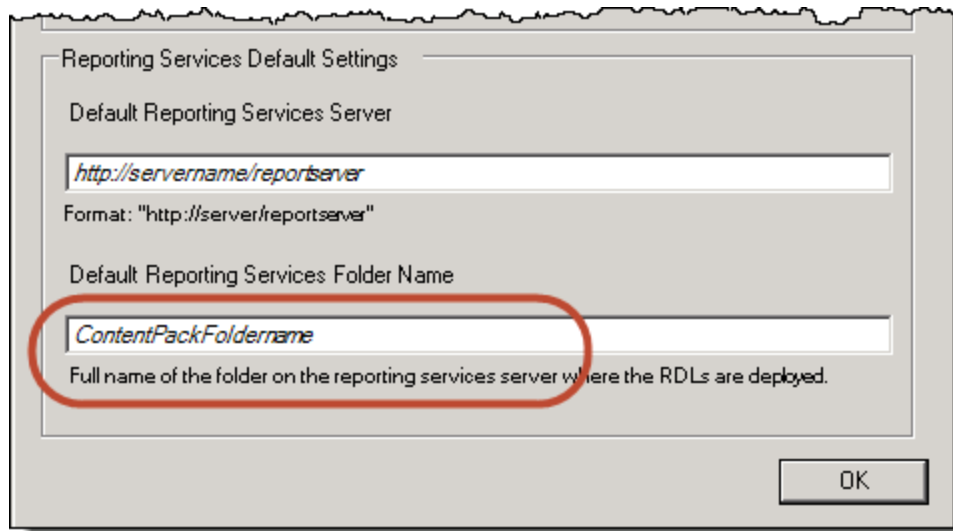 Reporting Services Default Settings
Default Reporting Services Server
http://servername/reportserver
Format: "http://server/reportserver"
Default Reporting Services Folder Name
ContentPackFoldername
Full name of the folder on the reporting services server where the RDLs are deployed.
OK